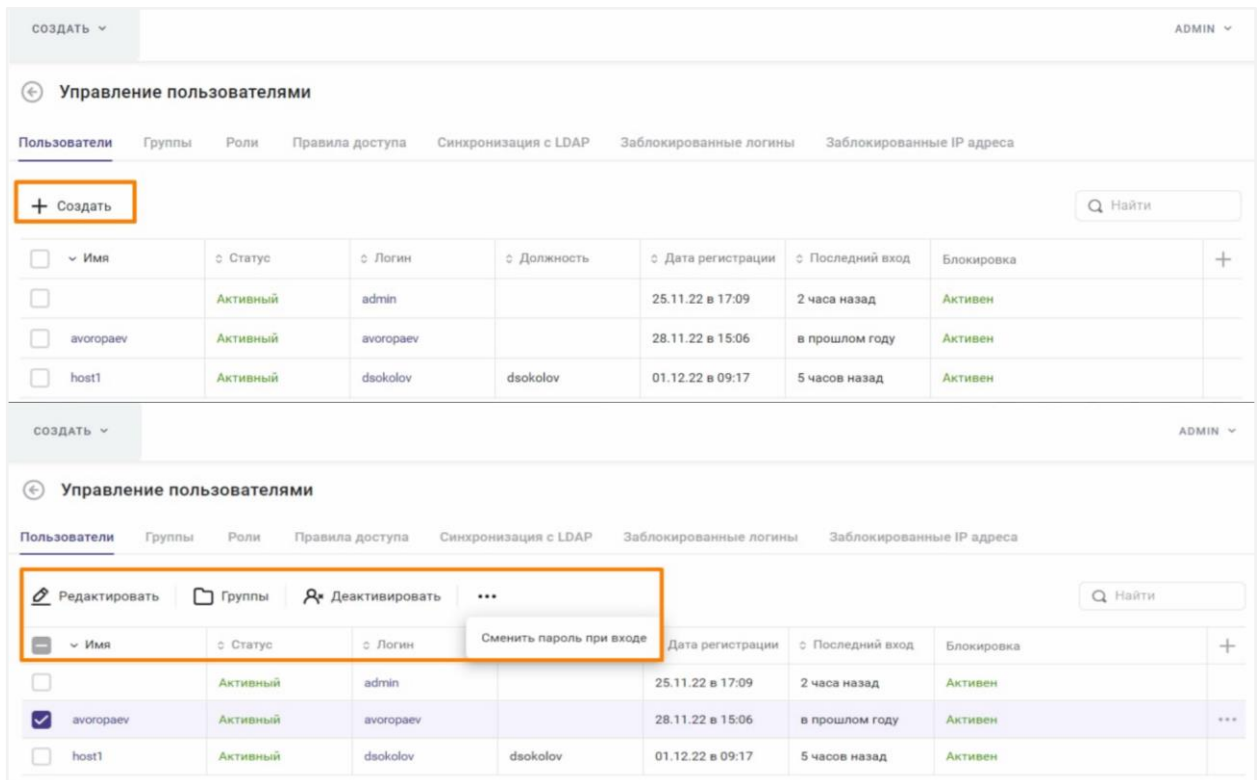 СОЗДАТЬ ADMIN
Управление пользователями
Пользователи Группы Роли Правила доступа Синхронизация с LDAP Заблокированные логины Заблокированные IP адреса
+ Создать Найти
Имя Статус Логин Должность Дата регистрации Последний вход Блокировка +
Активный admin 25.11.22 в 17:09 2 часа назад Активен
avoropaev Активный avoropaev 28.11.22 в 15:06 в прошлом году Активен
host1 Активный dsokolov dsokolov 01.12.22 в 09:17 5 часов назад Активен
СОЗДАТЬ ADMIN
Управление пользователями
Пользователи Группы Роли Правила доступа Синхронизация с LDAP Заблокированные логины Заблокированные IP адреса
Редактировать Группы Деактивировать ... Найти
Сменить пароль при входе
Имя Статус Логин Дата регистрации Последний вход Блокировка +
Активный admin 25.11.22 в 17:09 2 часа назад Активен
avoropaev Активный avoropaev 28.11.22 в 15:06 в прошлом году Активен ...
host1 Активный dsokolov dsokolov 01.12.22 в 09:17 5 часов назад Активен